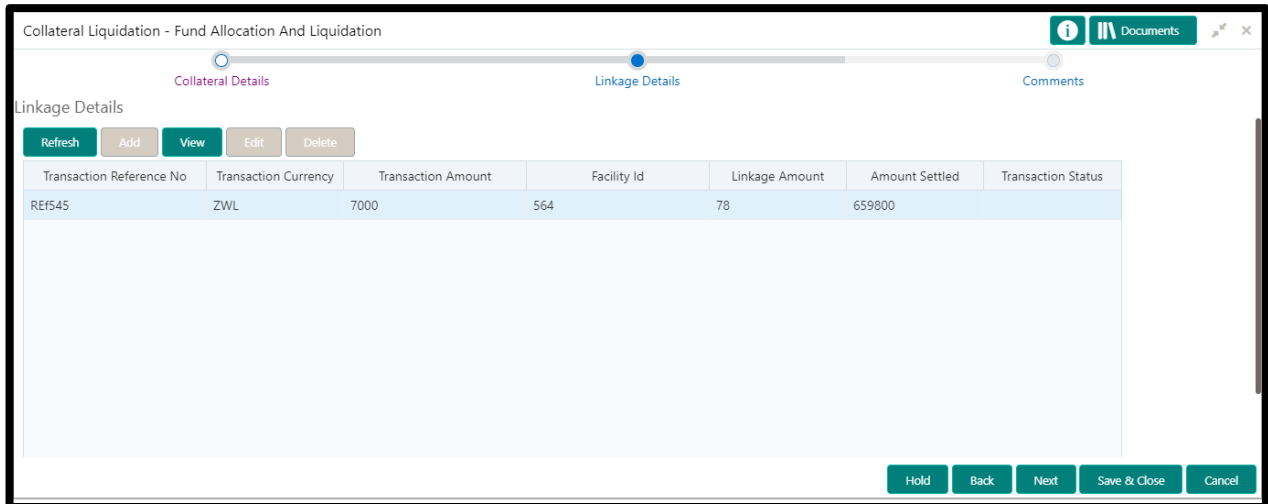 Collateral Liquidation - Fund Allocation And Liquidation
i Documents
Collateral Details Linkage Details Comments
Linkage Details
Refresh Add View Edit Delete
Transaction Reference No Transaction Currency Transaction Amount Facility Id Linkage Amount Amount Settled Transaction Status
REf545 ZWL 7000 564 78 659800
Hold Back Next Save & Close Cancel